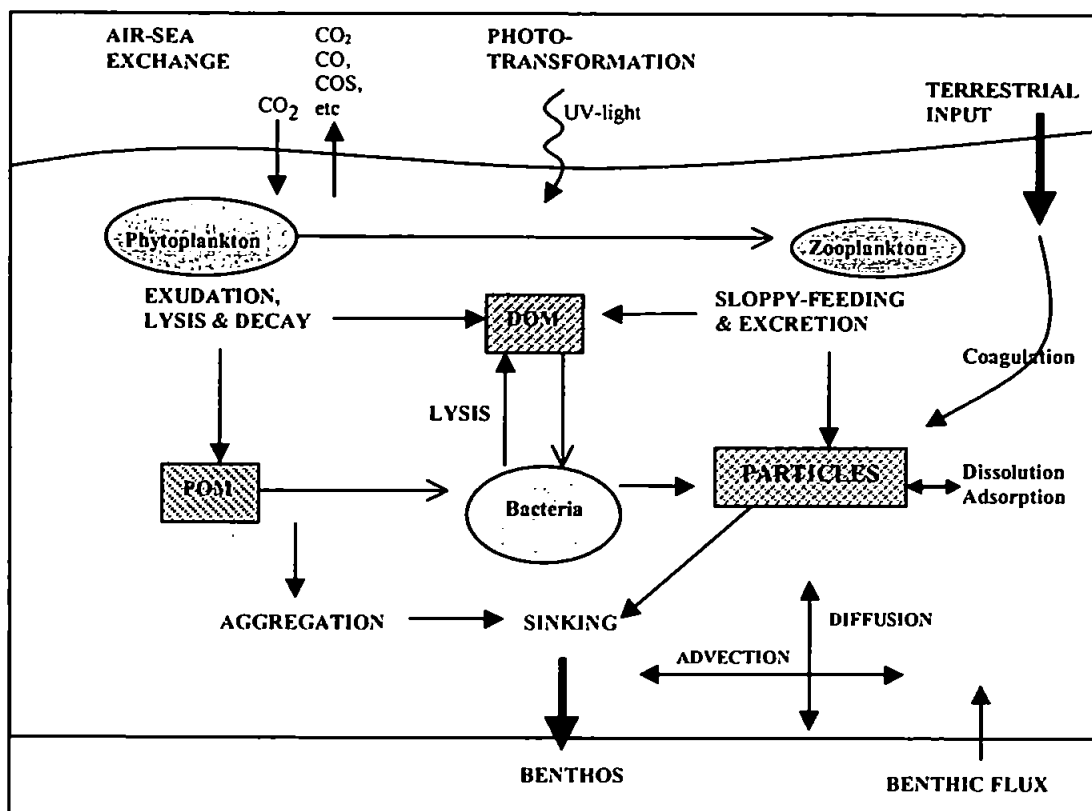 AIR-SEA
EXCHANGE
CO₂
CO₂
CO,
COS,
etc
PHOTO-
TRANSFORMATION
UV-light
TERRESTRIAL
INPUT
Phytoplankton
Zooplankton
EXUDATION,
LYSIS & DECAY
DOM
SLOPPY-FEEDING
& EXCRETION
Coagulation
LYSIS
POM
Bacteria
PARTICLES
Dissolution
Adsorption
AGGREGATION
SINKING
DIFFUSION
ADVECTION
BENTHOS
BENTHIC FLUX